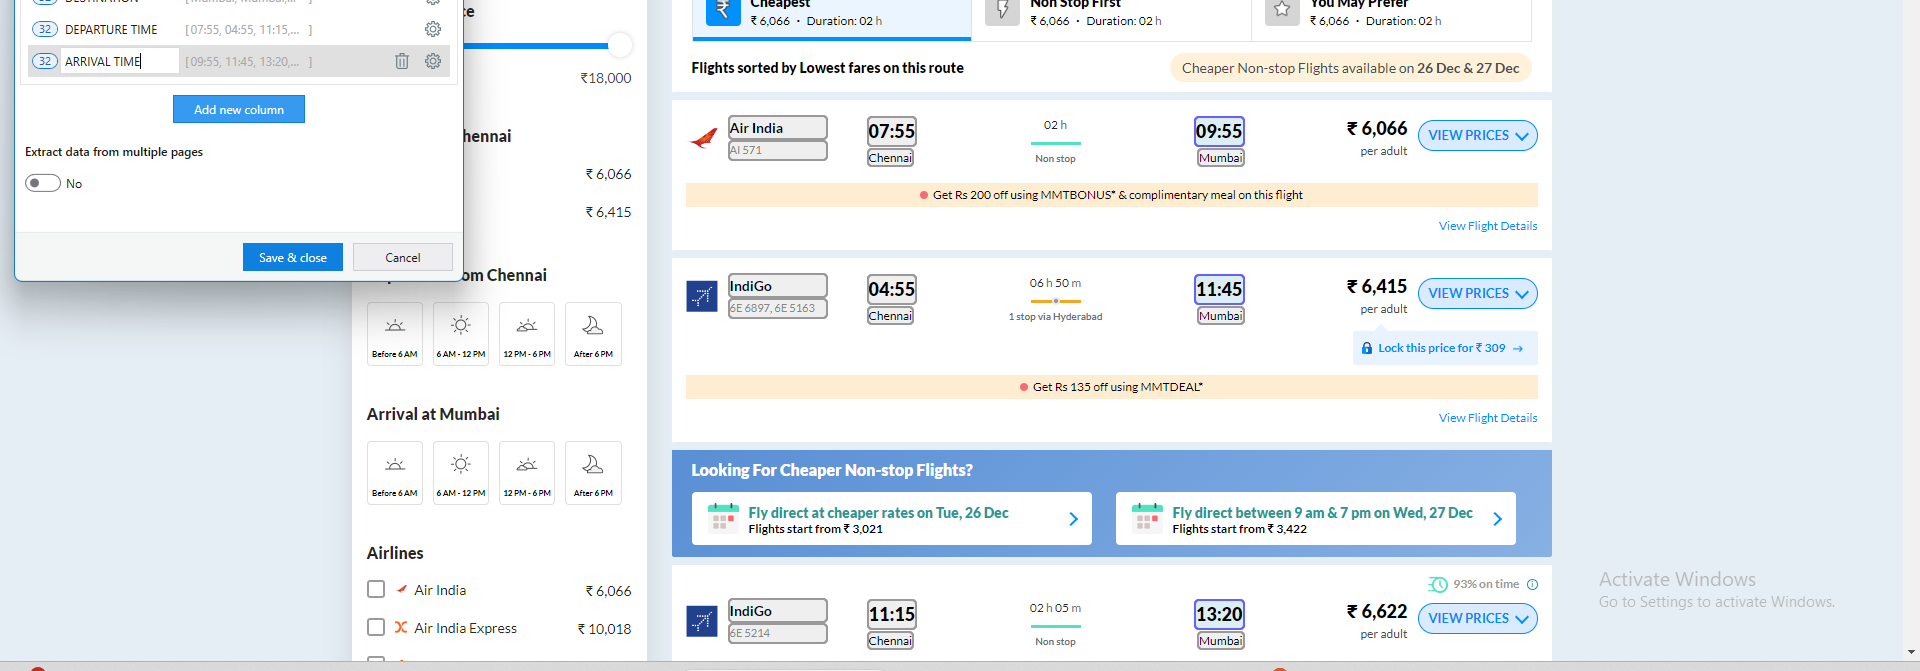 DESTINATION [Mumbai, Mumbai,... ]
32 DEPARTURE TIME [07:55, 04:55, 11:15,... ]
32 ARRIVAL TIME [09:55, 11:45, 13:20,... ]
Add new column
Extract data from multiple pages
No
Save & close Cancel
₹18,000
hennai
₹ 6,066
₹ 6,415
om Chennai
Before 6 AM 6 AM - 12 PM 12 PM - 6 PM After 6 PM
Arrival at Mumbai
Before 6 AM 6 AM - 12 PM 12 PM - 6 PM After 6 PM
Airlines
Air India ₹ 6,066
Air India Express ₹ 10,018
Cheapest
₹ 6,066 · Duration: 02 h
Non Stop First
₹ 6,066 · Duration: 02 h
You May Prefer
₹ 6,066 · Duration: 02 h
Flights sorted by Lowest fares on this route
Cheaper Non-stop Flights available on 26 Dec & 27 Dec
Air India 07:55 02 h 09:55 ₹ 6,066 VIEW PRICES
AI 571 Chennai Non stop Mumbai per adult
Get Rs 200 off using MMTBONUS* & complimentary meal on this flight
View Flight Details
IndiGo 04:55 06 h 50 m 11:45 ₹ 6,415 VIEW PRICES
6E 6897, 6E 5163 Chennai 1 stop via Hyderabad Mumbai per adult
Lock this price for ₹ 309 →
Get Rs 135 off using MMTDEAL*
View Flight Details
Looking For Cheaper Non-stop Flights?
Fly direct at cheaper rates on Tue, 26 Dec
Flights start from ₹ 3,021
Fly direct between 9 am & 7 pm on Wed, 27 Dec
Flights start from ₹ 3,422
93% on time
IndiGo 11:15 02 h 05 m 13:20 ₹ 6,622 VIEW PRICES
6E 5214 Chennai Non stop Mumbai per adult
Activate Windows
Go to Settings to activate Windows.